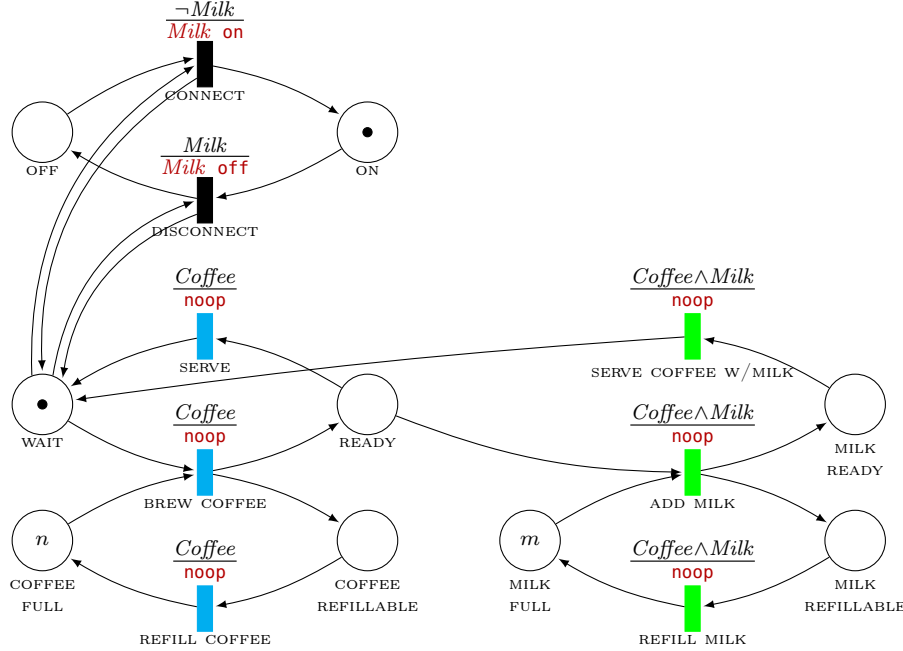 ¬Milk
Milk on
CONNECT
OFF
ON
Milk
Milk off
DISCONNECT
Coffee
noop
SERVE
Coffee∧Milk
noop
SERVE COFFEE W/MILK
WAIT
Coffee
noop
BREW COFFEE
READY
Coffee∧Milk
noop
ADD MILK
MILK
READY
n
COFFEE
FULL
Coffee
noop
REFILL COFFEE
COFFEE
REFILLABLE
m
MILK
FULL
Coffee∧Milk
noop
REFILL MILK
MILK
REFILLABLE